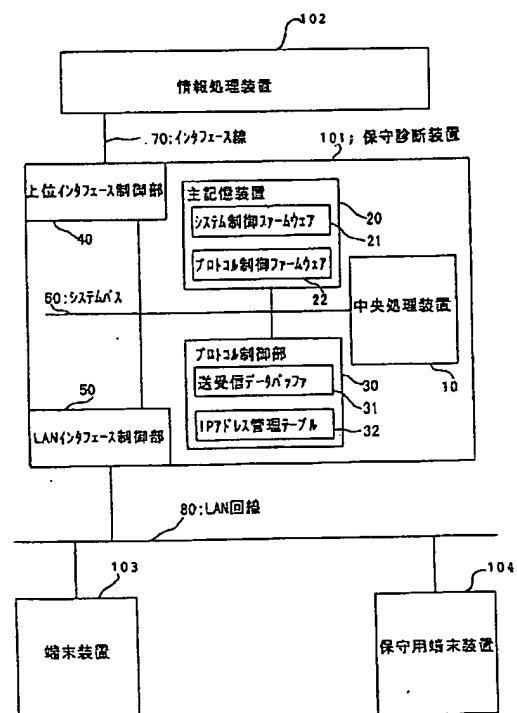 102
情報処理装置
70:インタフェース線
101;保守診断装置
上位インタフェース制御部
40
主記憶装置
20
システム制御ファームウェア
21
プロトコル制御ファームウェア
22
60:システムバス
中央処理装置
10
プロトコル制御部
30
送受信データバッファ
31
IPアドレス管理テーブル
32
50
LANインタフェース制御部
80:LAN回線
103
端末装置
104
保守用端末装置